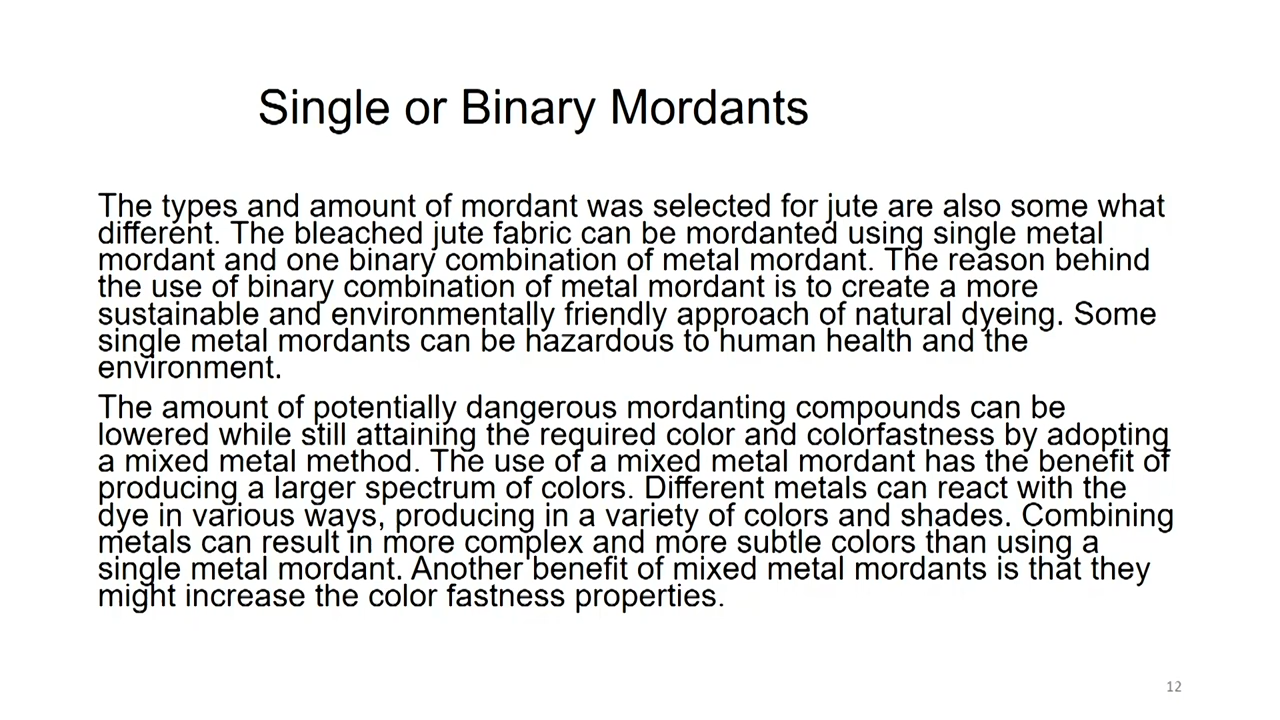 Single or Binary Mordants
The types and amount of mordant was selected for jute are also some what
different. The bleached jute fabric can be mordanted using single metal
mordant and one binary combination of metal mordant. The reason behind
the use of binary combination of metal mordant is to create a more
sustainable and environmentally friendly approach of natural dyeing. Some
single metal mordants can be hazardous to human health and the
environment.
The amount of potentially dangerous mordanting compounds can be
lowered while still attaining the required color and colorfastness by adopting
a mixed metal method. The use of a mixed metal mordant has the benefit of
producing a larger spectrum of colors. Different metals can react with the
dye in various ways, producing in a variety of colors and shades. Combining
metals can result in more complex and more subtle colors than using a
single metal mordant. Another benefit of mixed metal mordants is that they
might increase the color fastness properties.
12